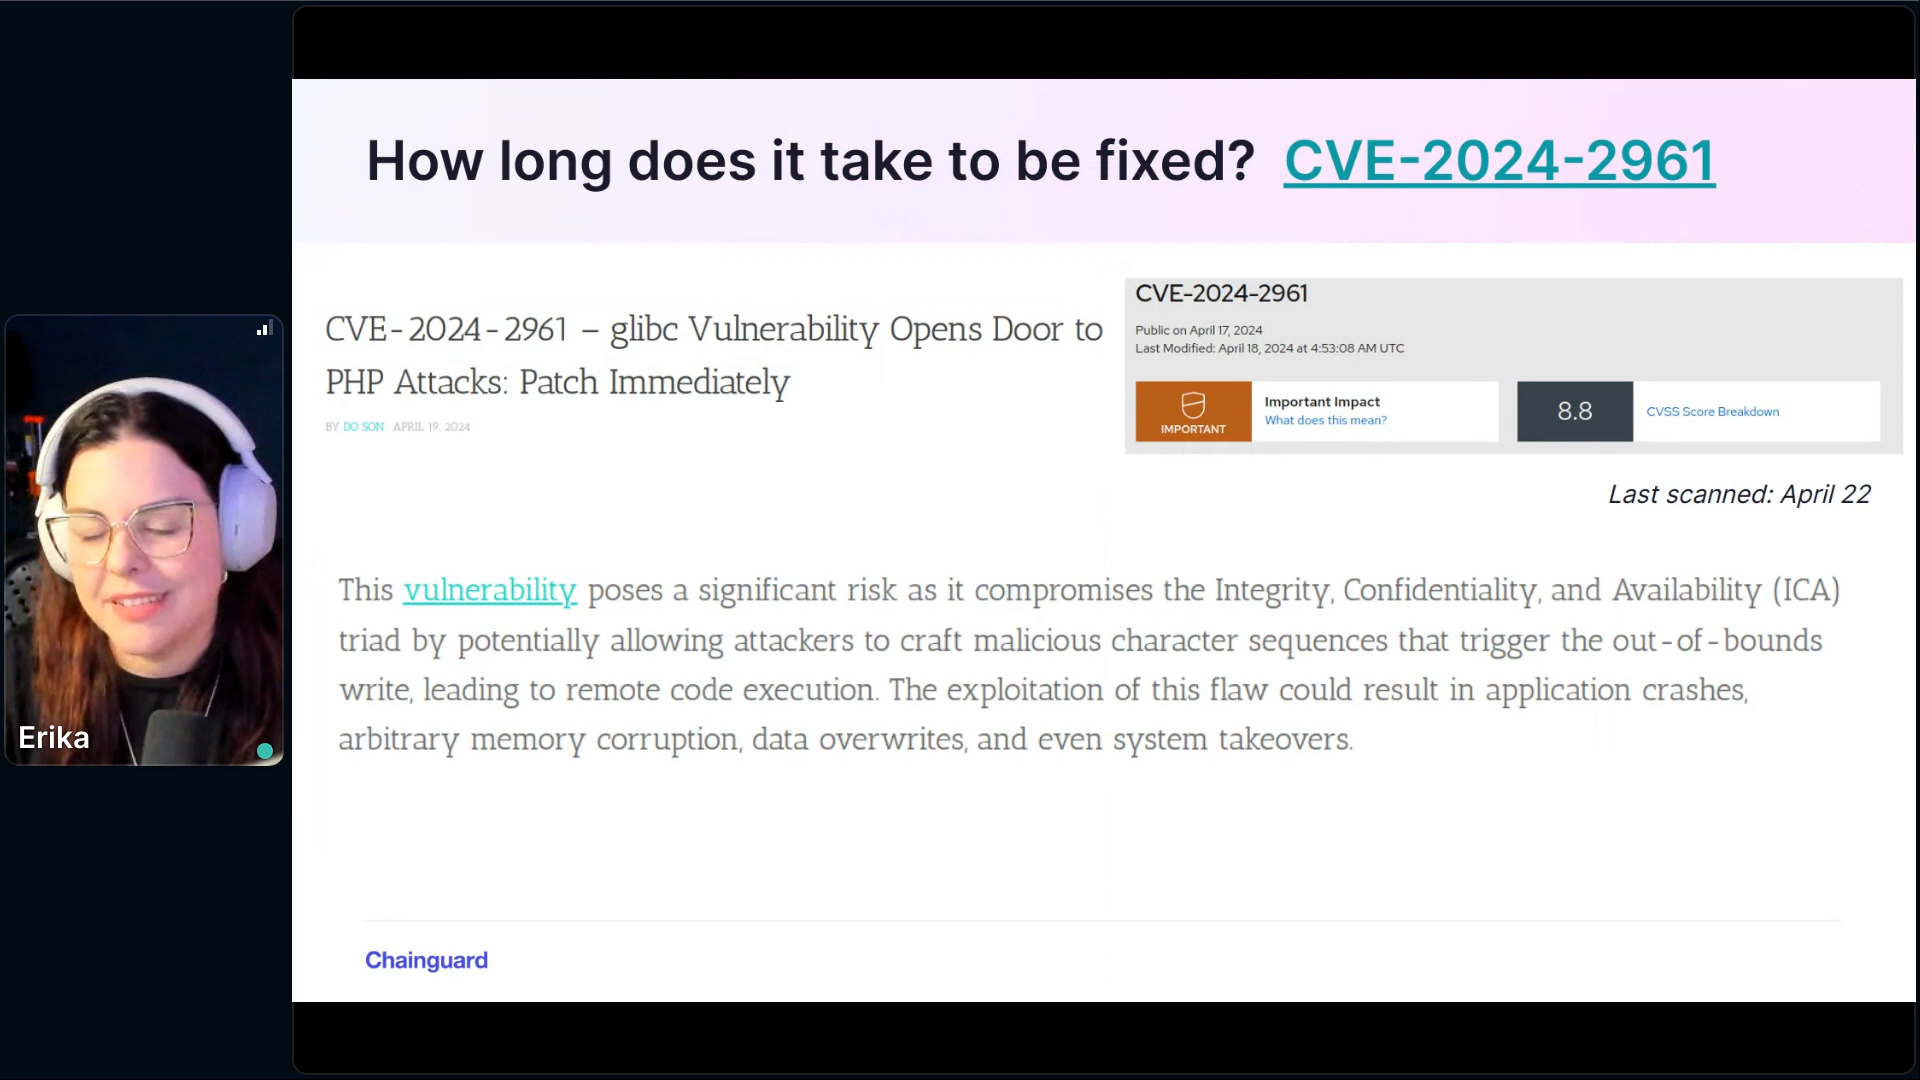 How long does it take to be fixed? CVE-2024-2961
CVE-2024-2961 – glibc Vulnerability Opens Door to
PHP Attacks: Patch Immediately
BY DO SON · APRIL 19, 2024
CVE-2024-2961
Public on April 17, 2024
Last Modified: April 18, 2024 at 4:53:08 AM UTC
IMPORTANT
Important Impact
What does this mean?
8.8
CVSS Score Breakdown
Last scanned: April 22
This vulnerability poses a significant risk as it compromises the Integrity, Confidentiality, and Availability (ICA)
triad by potentially allowing attackers to craft malicious character sequences that trigger the out-of-bounds
write, leading to remote code execution. The exploitation of this flaw could result in application crashes,
arbitrary memory corruption, data overwrites, and even system takeovers.
Erika
Chainguard